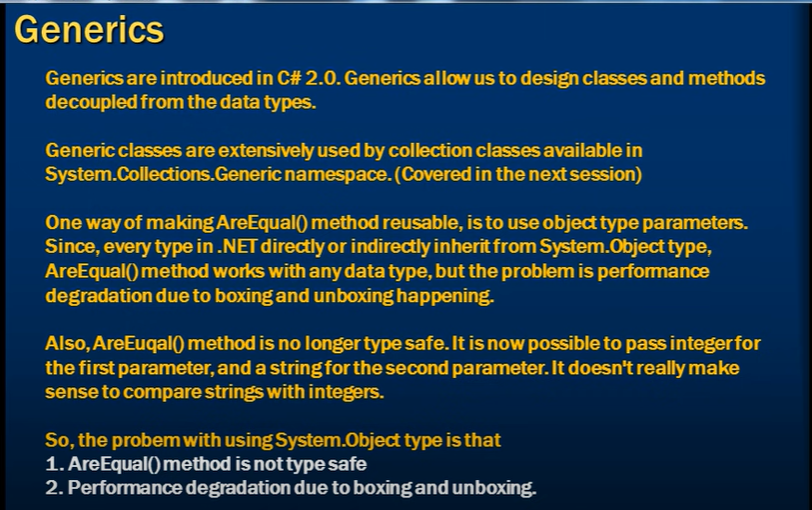 Generics
Generics are introduced in C# 2.0. Generics allow us to design classes and methods
decoupled from the data types.
Generic classes are extensively used by collection classes available in
System.Collections.Generic namespace. (Covered in the next session)
One way of making AreEqual() method reusable, is to use object type parameters.
Since, every type in .NET directly or indirectly inherit from System.Object type,
AreEqual() method works with any data type, but the problem is performance
degradation due to boxing and unboxing happening.
Also, AreEuqal() method is no longer type safe. It is now possible to pass integer for
the first parameter, and a string for the second parameter. It doesn't really make
sense to compare strings with integers.
So, the probem with using System.Object type is that
1. AreEqual() method is not type safe
2. Performance degradation due to boxing and unboxing.